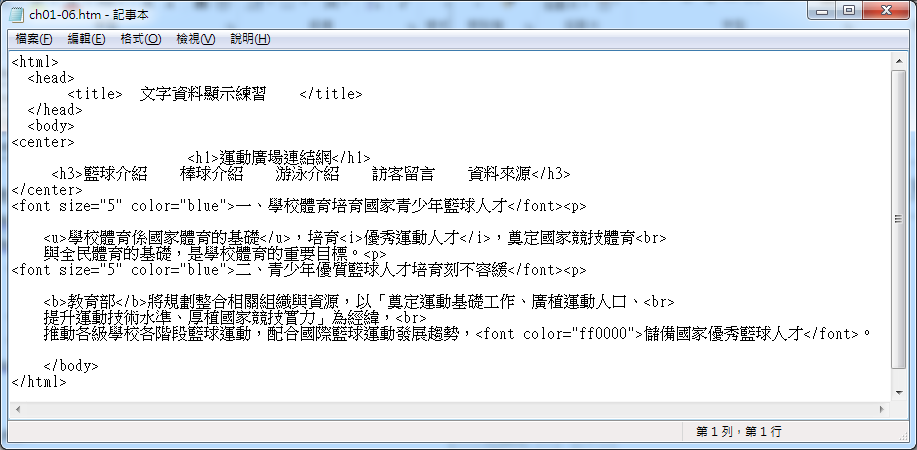 ch01-06.htm - 記事本
檔案(F) 編輯(E) 格式(O) 檢視(V) 說明(H)
<html>
<head>
<title> 文字資料顯示練習 </title>
</head>
<body>
<center>
<h1>運動廣場連結網</h1>
<h3>籃球介紹 棒球介紹 游泳介紹 訪客留言 資料來源</h3>
</center>
<font size="5" color="blue">一、學校體育培育國家青少年籃球人才</font><p>
<u>學校體育係國家體育的基礎</u>，培育<i>優秀運動人才</i>，奠定國家競技體育<br>
與全民體育的基礎，是學校體育的重要目標。<p>
<font size="5" color="blue">二、青少年優質籃球人才培育刻不容緩</font><p>
<b>教育部</b>將規劃整合相關組織與資源，以「奠定運動基礎工作、廣植運動人口、<br>
提升運動技術水準、厚植國家競技實力」為經緯，<br>
推動各級學校各階段籃球運動，配合國際籃球運動發展趨勢，<font color="ff0000">儲備國家優秀籃球人才</font>。
</body>
</html>
第 1 列，第 1 行